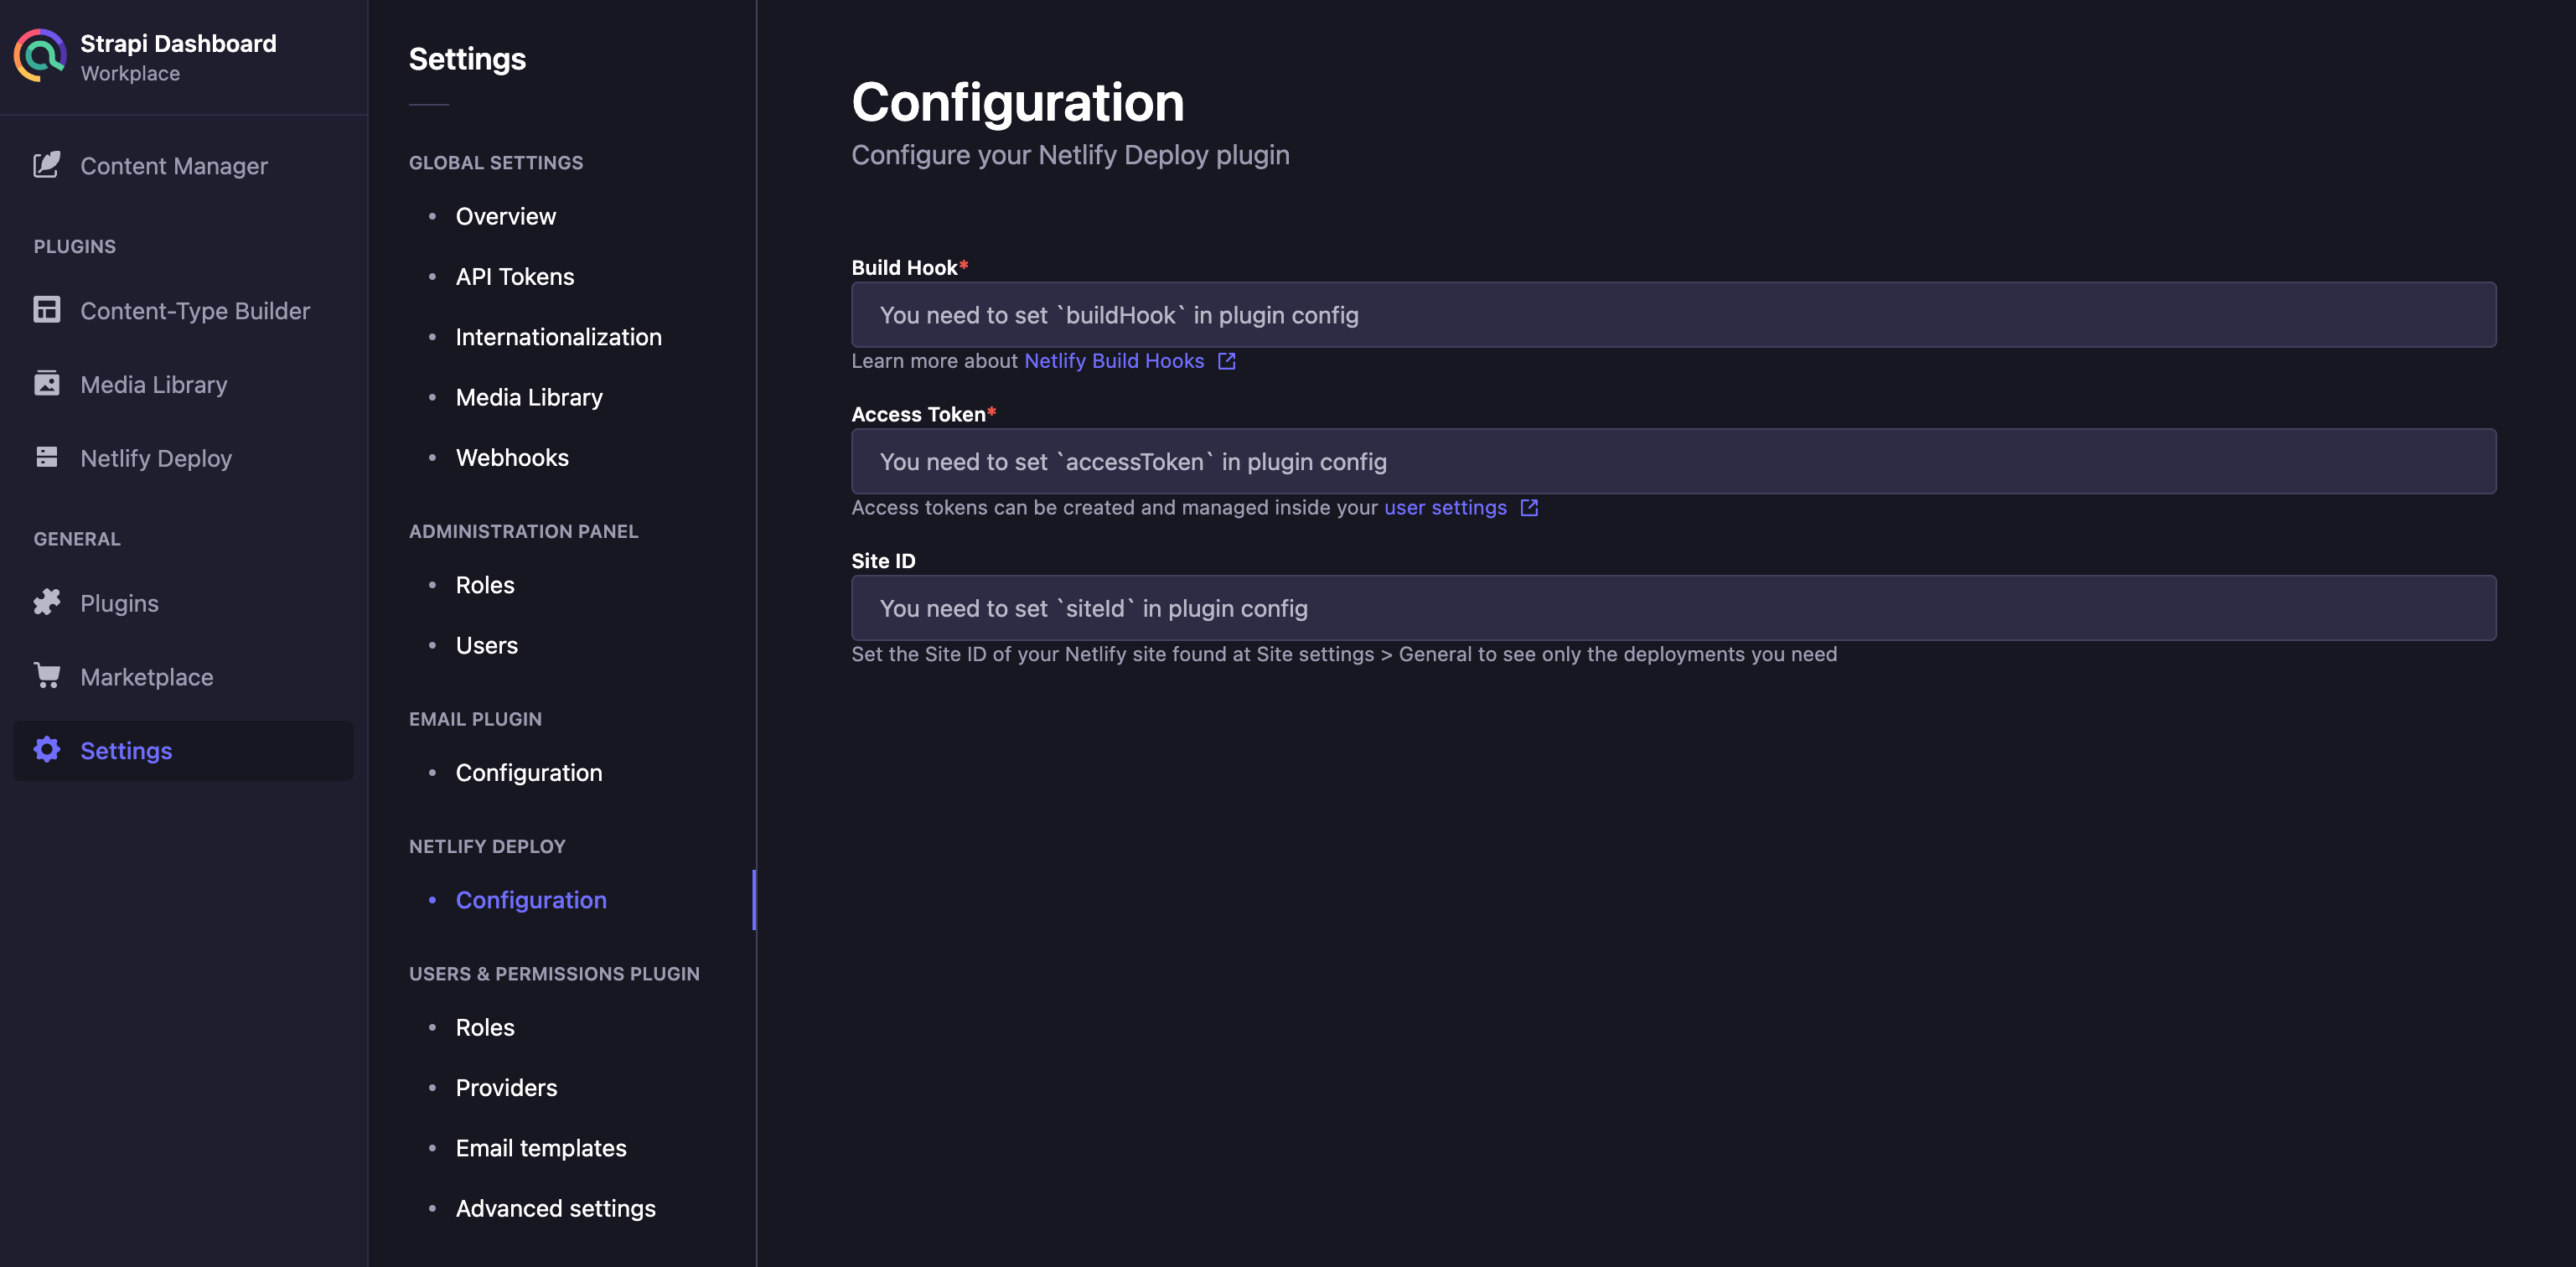 Strapi Dashboard
Workplace
Content Manager
PLUGINS
Content-Type Builder
Media Library
Netlify Deploy
GENERAL
Plugins
Marketplace
Settings
Settings
GLOBAL SETTINGS
Overview
API Tokens
Internationalization
Media Library
Webhooks
ADMINISTRATION PANEL
Roles
Users
EMAIL PLUGIN
Configuration
NETLIFY DEPLOY
Configuration
USERS & PERMISSIONS PLUGIN
Roles
Providers
Email templates
Advanced settings
Configuration
Configure your Netlify Deploy plugin
Build Hook*
You need to set `buildHook` in plugin config
Learn more about Netlify Build Hooks
Access Token*
You need to set `accessToken` in plugin config
Access tokens can be created and managed inside your user settings
Site ID
You need to set `siteId` in plugin config
Set the Site ID of your Netlify site found at Site settings > General to see only the deployments you need